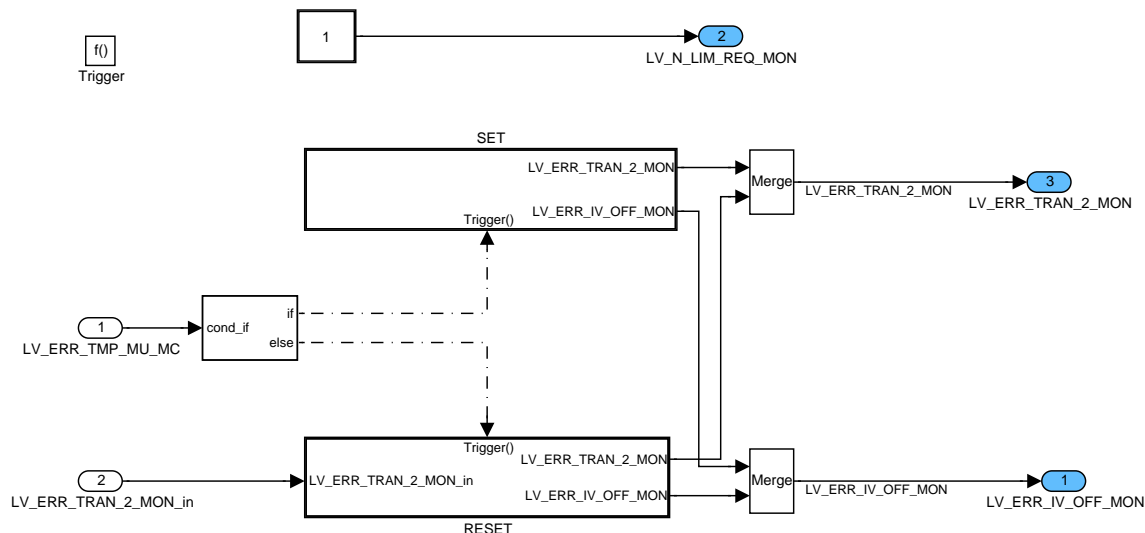 1
2
LV_N_LIM_REQ_MON
f()
Trigger
SET
LV_ERR_TRAN_2_MON
LV_ERR_IV_OFF_MON
Trigger()
Merge
LV_ERR_TRAN_2_MON
3
LV_ERR_TRAN_2_MON
1
LV_ERR_TMP_MU_MC
cond_if
if
else
Trigger()
LV_ERR_TRAN_2_MON_in
LV_ERR_TRAN_2_MON
LV_ERR_IV_OFF_MON
RESET
2
LV_ERR_TRAN_2_MON_in
Merge
LV_ERR_IV_OFF_MON
1
LV_ERR_IV_OFF_MON